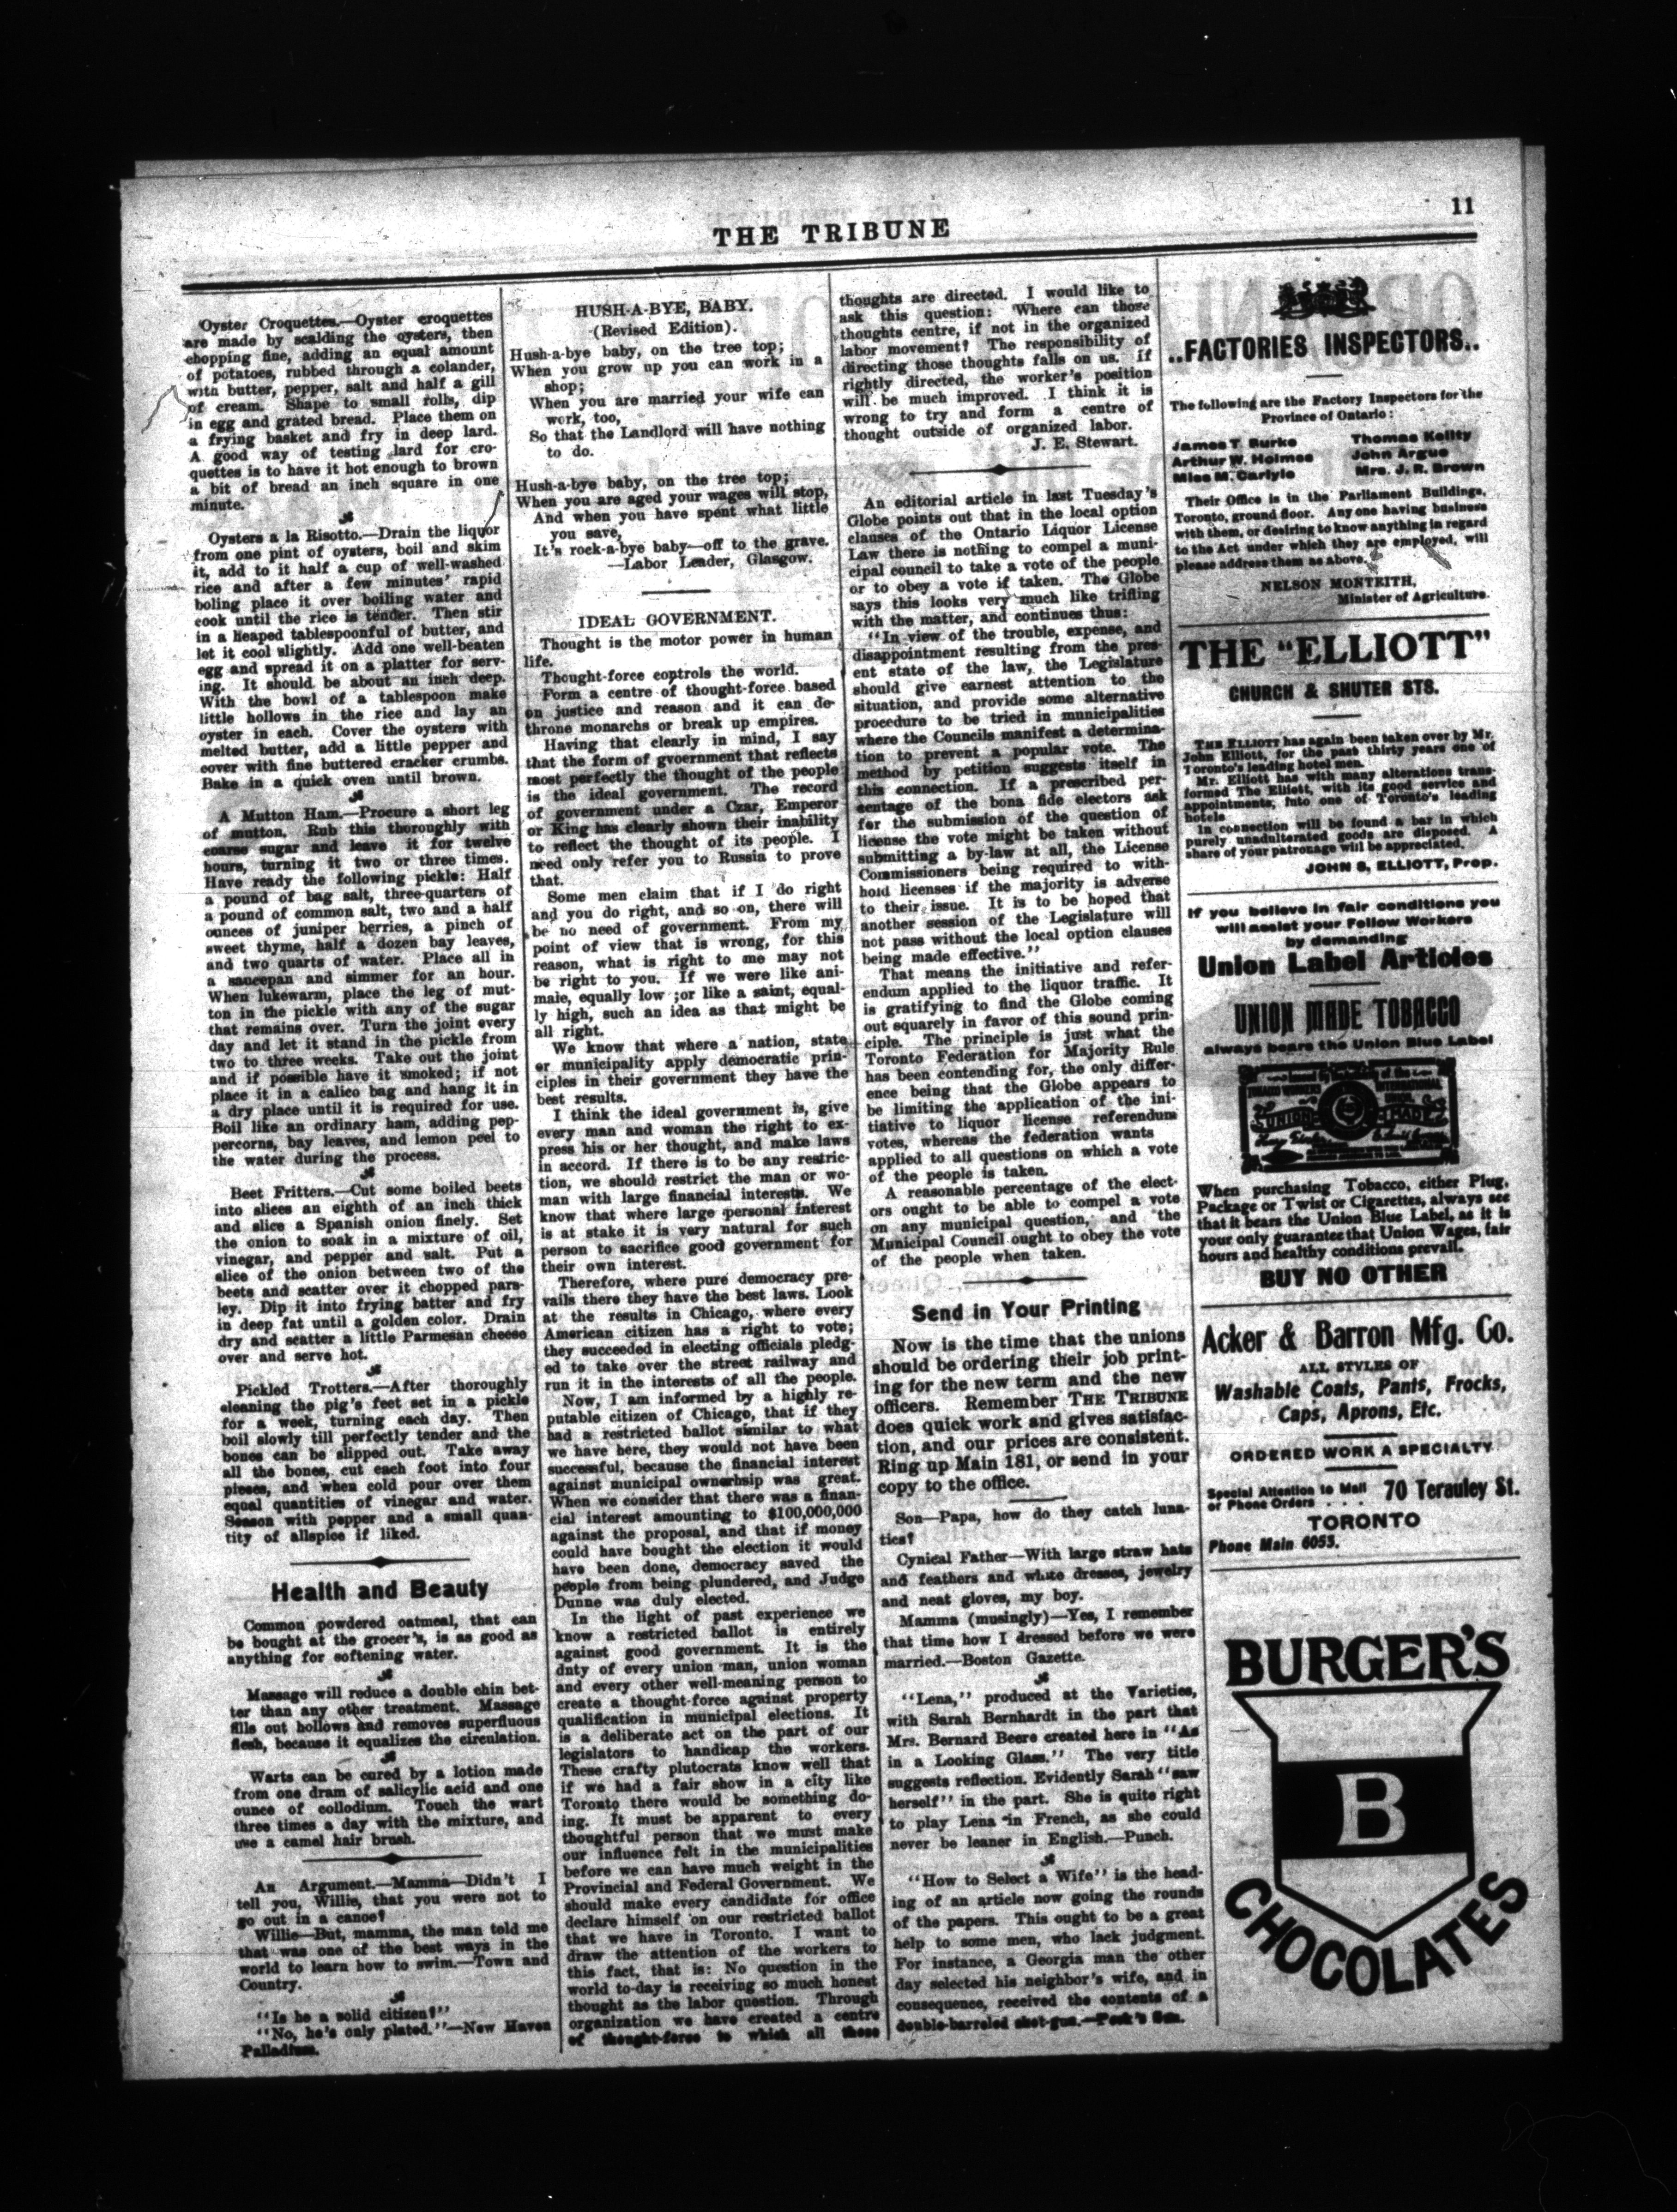 11
THE TRIBUNE
Oyster Croquettes.—Oyster croquettes
are made by scalding the oysters, then
chopping fine, adding an equal amount
of potatoes, rubbed through a colander,
with butter, pepper, salt and half a gill
of cream. Shape to small rolls, dip
in egg and grated bread. Place them on
a frying basket and fry in deep lard.
A good way of testing lard for cro-
quettes is to have it hot enough to brown
a bit of bread an inch square in one
minute.
Oysters a la Risotto.—Drain the liquor
from one pint of oysters, boil and skim
it, add to it half a cup of well-washed
rice and after a few minutes' rapid
boling place it over boiling water and
cook until the rice is tender. Then stir
in a heaped tablespoonful of butter, and
let it cool slightly. Add one well-beaten
egg and spread it on a platter for serv-
ing. It should be about an inch deep.
With the bowl of a tablespoon make
little hollows in the rice and lay an
oyster in each. Cover the oysters with
melted butter, add a little pepper and
cover with fine buttered cracker crumbs.
Bake in a quick oven until brown.
A Mutton Ham.—Procure a short leg
of mutton. Rub this thoroughly with
coarse sugar and leave it for twelve
hours, turning it two or three times.
Have ready the following pickle: Half
a pound of bag salt, three-quarters of
a pound of common salt, two and a half
ounces of juniper berries, a pinch of
sweet thyme, half a dozen bay leaves,
and two quarts of water. Place all in
a saucepan and simmer for an hour.
When lukewarm, place the leg of mut-
ton in the pickle with any of the sugar
that remains over. Turn the joint every
day and let it stand in the pickle from
two to three weeks. Take out the joint
and if possible have it smoked; if not
place it in a calico bag and hang it in
a dry place until it is required for use.
Boil like an ordinary ham, adding pep-
percorns, bay leaves, and lemon peel to
the water during the process.
Beet Fritters.—Cut some boiled beets
into slices an eighth of an inch thick
and slice a Spanish onion finely. Set
the onion to soak in a mixture of oil,
vinegar, and pepper and salt. Put a
slice of the onion between two of the
beets and scatter over it chopped pars-
ley. Dip it into frying batter and fry
in deep fat until a golden color. Drain
dry and scatter a little Parmesan cheese
over and serve hot.
Pickled Trotters.—After thoroughly
cleaning the pig's feet set in a pickle
for a week, turning each day. Then
boil slowly till perfectly tender and the
bones can be slipped out. Take away
all the bones, cut each foot into four
pieses, and when cold pour over them
equal quantities of vinegar and water.
Season with pepper and a small quan-
tity of allspice if liked.
Health and Beauty
Common powdered oatmeal, that can
be bought at the grocer's, is as good as
anything for softening water.
Massage will reduce a double chin bet-
ter than any other treatment. Massage
fills out hollows and removes superfluous
flesh, because it equalizes the circulation.
Warts can be cured by a lotion made
from one dram of salicylic acid and one
ounce of collodium. Touch the wart
three times a day with the mixture, and
use a camel hair brush.
An Argument.—Mamma—Didn't I
tell you, Willie, that you were not to
go out in a canoe?
Willie—But, mamma, the man told me
that was one of the best ways in the
world to learn how to swim.—Town and
Country.
"Is he a solid citizen?"
"No, he's only plated."—New Haven
Palladium.
HUSH-A-BYE, BABY.
(Revised Edition).
Hush-a-bye baby, on the tree top;
When you grow up you can work in a
shop;
When you are married your wife can
work, too,
So that the Landlord will have nothing
to do.
Hush-a-bye baby, on the tree top;
When you are aged your wages will stop,
And when you have spent what little
you save,
It's rock-a-bye baby—off to the grave.
—Labor Leader, Glasgow.
IDEAL GOVERNMENT.
Thought is the motor power in human
life.
Thought-force controls the world.
Form a centre of thought-force based
on justice and reason and it can de-
throne monarchs or break up empires.
Having that clearly in mind, I say
that the form of gvoernment that reflects
most perfectly the thought of the people
is the ideal government. The record
of government under a Czar, Emperor
or King has clearly shown their inability
to reflect the thought of its people. I
need only refer you to Russia to prove
that.
Some men claim that if I do right
and you do right, and so on, there will
be no need of government. From my
point of view that is wrong, for this
reason, what is right to me may not
be right to you. If we were like ani-
male, equally low ;or like a saint, equal-
ly high, such an idea as that might be
all right.
We know that where a nation, state
or municipality apply democratic prin-
ciples in their government they have the
best results.
I think the ideal government is, give
every man and woman the right to ex-
press his or her thought, and make laws
in accord. If there is to be any restric-
tion, we should restrict the man or wo-
man with large financial interests. We
know that where large personal interest
is at stake it is very natural for such
person to sacrifice good government for
their own interest.
Therefore, where pure democracy pre-
vails there they have the best laws. Look
at the results in Chicago, where every
American citizen has a right to vote;
they succeeded in electing officials pledg-
ed to take over the street railway and
run it in the interests of all the people.
Now, I am informed by a highly re-
putable citizen of Chicago, that if they
had a restricted ballot similar to what
we have here, they would not have been
successful, because the financial interest
against municipal ownerhsip was great.
When we consider that there was a finan-
cial interest amounting to $100,000,000
against the proposal, and that if money
could have bought the election it would
have been done, democracy saved the
people from being plundered, and Judge
Dunne was duly elected.
In the light of past experience we
know a restricted ballot is entirely
against good government. It is the
dnty of every union man, union woman
and every other well-meaning person to
create a thought-force against property
qualification in municipal elections. It
is a deliberate act on the part of our
legislators to handicap the workers.
These crafty plutocrats know well that
if we had a fair show in a city like
Toronto there would be something do-
ing. It must be apparent to every
thoughtful person that we must make
our influence felt in the municipalities
before we can have much weight in the
Provincial and Federal Government. We
should make every candidate for office
declare himself on our restricted ballot
that we have in Toronto. I want to
draw the attention of the workers to
this fact, that is: No question in the
world to-day is receiving so much honest
thought as the labor question. Through
organization we have created a centre
of thought-force to which all those
thoughts are directed. I would like to
ask this question: Where can those
thoughts centre, if not in the organized
labor movement? The responsibility of
directing those thoughts falls on us. If
rightly directed, the worker's position
will be much improved. I think it is
wrong to try and form a centre of
thought outside of organized labor.
J. E. Stewart.
An editorial article in last Tuesday's
Globe points out that in the local option
clauses of the Ontario Liquor License
Law there is nothing to compel a muni-
cipal council to take a vote of the people
or to obey a vote if taken. The Globe
says this looks very much like trifling
with the matter, and continues thus:
"In view of the trouble, expense, and
disappointment resulting from the pres-
ent state of the law, the Legislature
should give earnest attention to the
situation, and provide some alternative
procedure to be tried in municipalities
where the Councils manifest a determina-
tion to prevent a popular vote. The
method by petition suggests itself in
this connection. If a prescribed per-
centage of the bona fide electors ask
for the submission of the question of
license the vote might be taken without
submitting a by-law at all, the License
Commissioners being required to with-
hold licenses if the majority is adverse
to their issue. It is to be hoped that
another session of the Legislature will
not pass without the local option clauses
being made effective."
That means the initiative and refer-
endum applied to the liquor traffic. It
is gratifying to find the Globe coming
out squarely in favor of this sound prin-
ciple. The principle is just what the
Toronto Federation for Majority Rule
has been contending for, the only differ-
ence being that the Globe appears to
be limiting the application of the ini-
tiative to liquor license referendum
votes, whereas the federation wants
applied to all questions on which a vote
of the people is taken.
A reasonable percentage of the elect-
ors ought to be able to compel a vote
on any municipal question, and the
Municipal Council ought to obey the vote
of the people when taken.
Send in Your Printing
Now is the time that the unions
should be ordering their job print-
ing for the new term and the new
officers. Remember THE TRIBUNE
does quick work and gives satisfac-
tion, and our prices are consistent.
Ring up Main 181, or send in your
copy to the office.
Son—Papa, how do they catch luna-
tics?
Cynical Father—With large straw hats
and feathers and white dresses, jewelry
and neat gloves, my boy.
Mamma (musingly)—Yes, I remember
that time how I dressed before we were
married.—Boston Gazette.
"Lena," produced at the Varieties,
with Sarah Bernhardt in the part that
Mrs. Bernard Beere created here in "As
in a Looking Glass." The very title
suggests reflection. Evidently Sarah "saw
herself" in the part. She is quite right
to play Lena in French, as she could
never be leaner in English.—Punch.
"How to Select a Wife" is the head-
ing of an article now going the rounds
of the papers. This ought to be a great
help to some men, who lack judgment.
For instance, a Georgia man the other
day selected his neighbor's wife, and in
consequence, received the contents of a
double-barreled shot-gun.—Peck's Sun.
..FACTORIES INSPECTORS..
The following are the Factory Inspectors for the
Province of Ontario:
James T. Burke Thomas Keilty
Arthur W. Holmes John Argue
Miss M. Carlyle Mrs. J. R. Brown
Their Office is in the Parliament Buildings,
Toronto, ground floor. Any one having business
with them, or desiring to know anything in regard
to the Act under which they are employed, will
please address them as above.
NELSON MONTEITH,
Minister of Agriculture.
THE "ELLIOTT"
CHURCH & SHUTER STS.
THE ELLIOTT has again been taken over by Mr.
John Elliott, for the past thirty years one of
Toronto's leading hotel men.
Mr. Elliott has with many alterations trans-
formed The Elliott, with its good service and
appointments, into one of Toronto's leading
hotels
In connection will be found a bar in which
purely unadulterated goods are disposed. A
share of your patronage will be appreciated.
JOHN S. ELLIOTT, Prop.
If you believe in fair conditions you
will assist your Fellow Workers
by demanding
Union Label Articles
UNION MADE TOBACCO
always bears the Union Blue Label
INTERNATIONAL
UNION MADE
When purchasing Tobacco, either Plug,
Package or Twist or Cigarettes, always see
that it bears the Union Blue Label, as it is
your only guarantee that Union Wages, fair
hours and healthy conditions prevail.
BUY NO OTHER
Acker & Barron Mfg. Co.
ALL STYLES OF
Washable Coats, Pants, Frocks,
Caps, Aprons, Etc.
ORDERED WORK A SPECIALTY
Special Attention to Mail
or Phone Orders . . . 70 Terauley St.
TORONTO
Phone Main 6053.
BURGER'S
B
CHOCOLATES